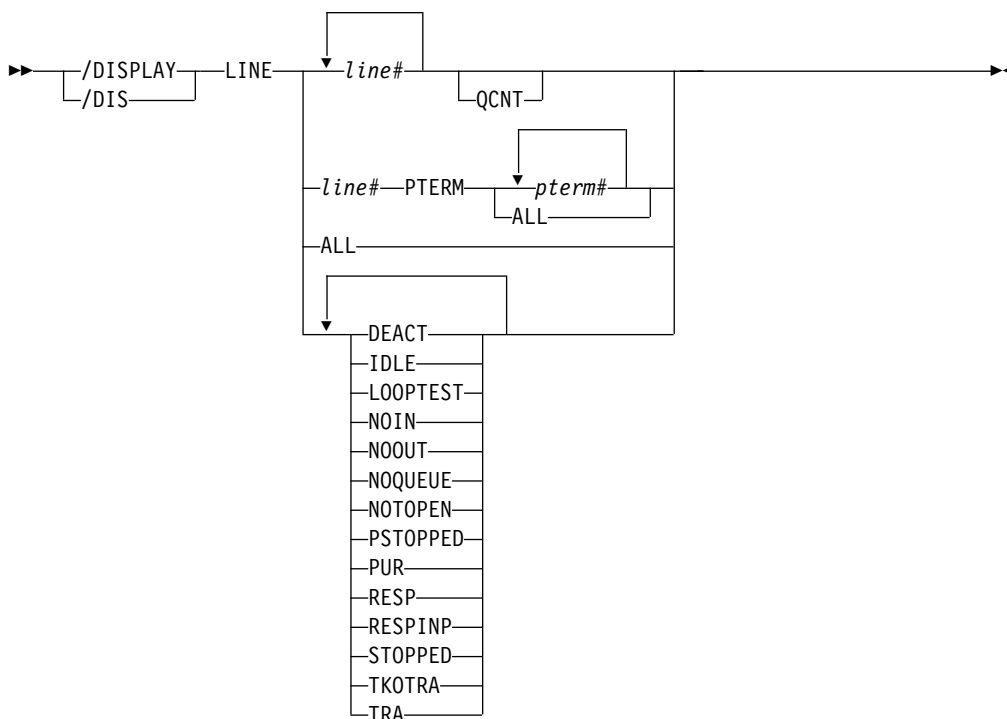 /DISPLAY LINE line#
/DIS QCNT
line# PTERM pterm#
ALL
ALL
DEACT
IDLE
LOOPTEST
NOIN
NOOUT
NOQUEUE
NOTOPEN
PSTOPPED
PUR
RESP
RESPINP
STOPPED
TKOTRA
TRA